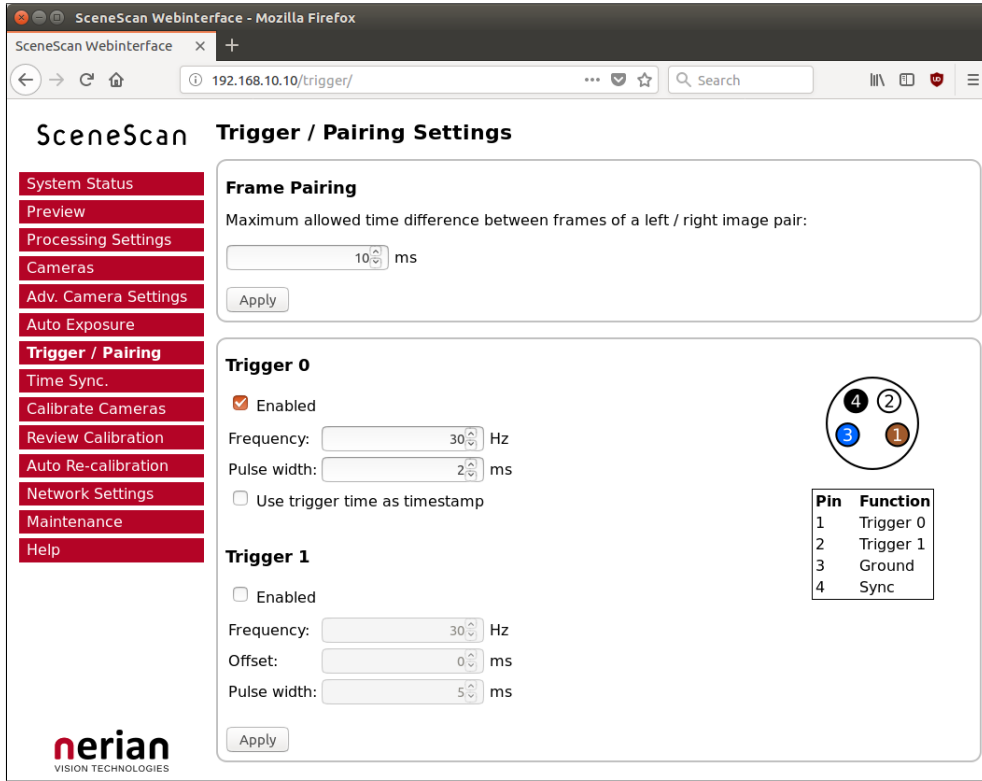 SceneScan Webinterface - Mozilla Firefox
SceneScan Webinterface
192.168.10.10/trigger/
Search
SceneScan
System Status
Preview
Processing Settings
Cameras
Adv. Camera Settings
Auto Exposure
Trigger / Pairing
Time Sync.
Calibrate Cameras
Review Calibration
Auto Re-calibration
Network Settings
Maintenance
Help
nerian
VISION TECHNOLOGIES
Trigger / Pairing Settings
Frame Pairing
Maximum allowed time difference between frames of a left / right image pair:
10 ms
Apply
Trigger 0
Enabled
Frequency: 30 Hz
Pulse width: 2 ms
Use trigger time as timestamp
Trigger 1
Enabled
Frequency: 30 Hz
Offset: 0 ms
Pulse width: 5 ms
Apply
4 2
3 1
Pin Function
1 Trigger 0
2 Trigger 1
3 Ground
4 Sync